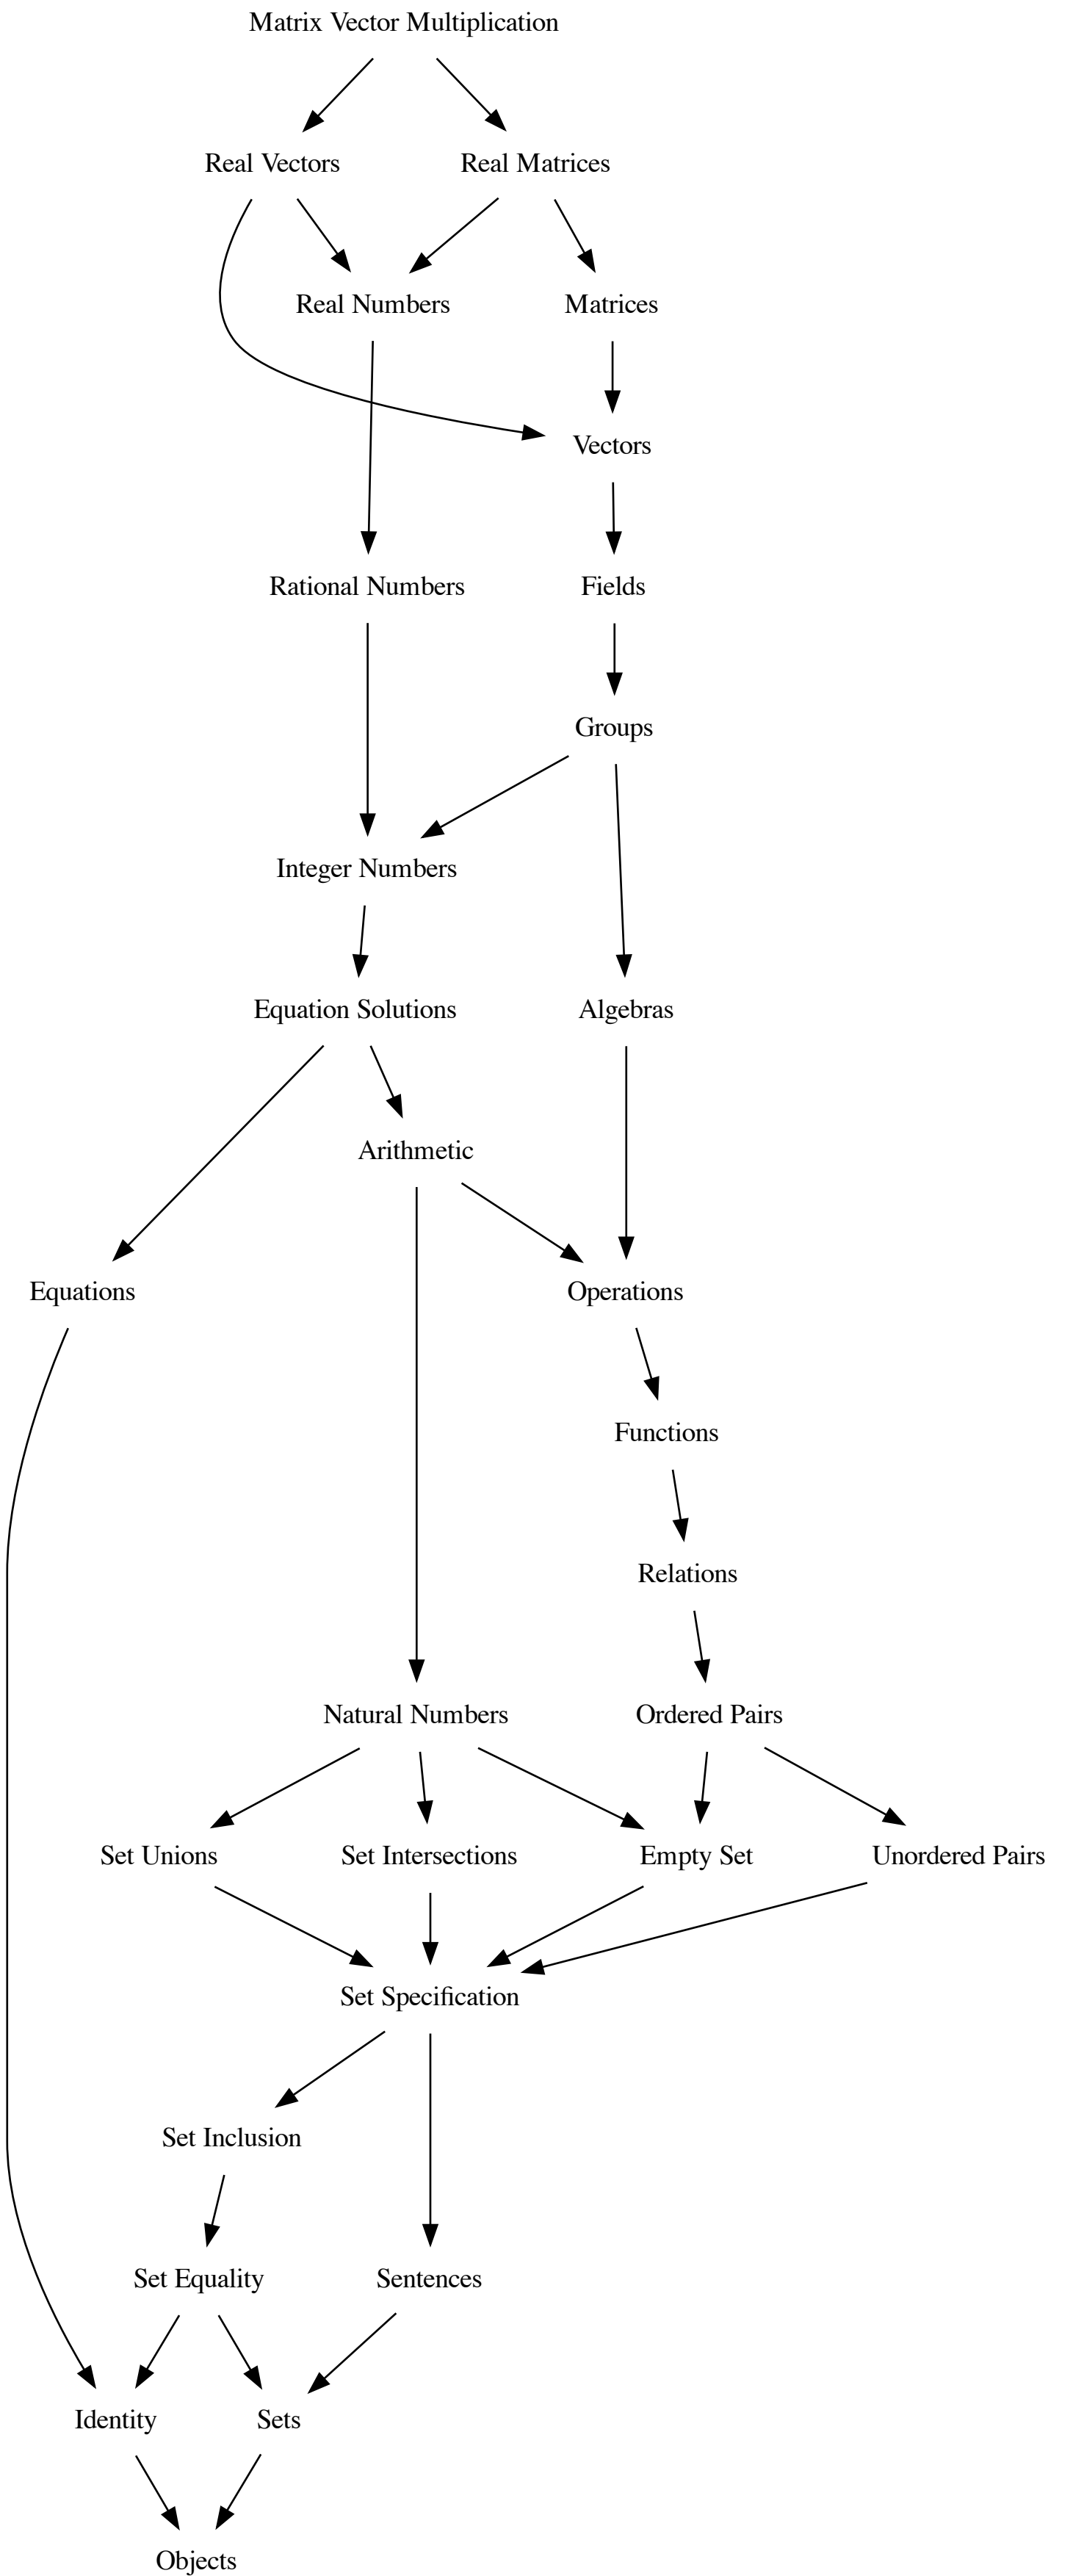 Matrix Vector Multiplication
Real Vectors
Real Matrices
Real Numbers
Matrices
Vectors
Rational Numbers
Fields
Groups
Integer Numbers
Equation Solutions
Algebras
Arithmetic
Equations
Operations
Functions
Relations
Natural Numbers
Ordered Pairs
Set Unions
Set Intersections
Empty Set
Unordered Pairs
Set Specification
Set Inclusion
Set Equality
Sentences
Identity
Sets
Objects